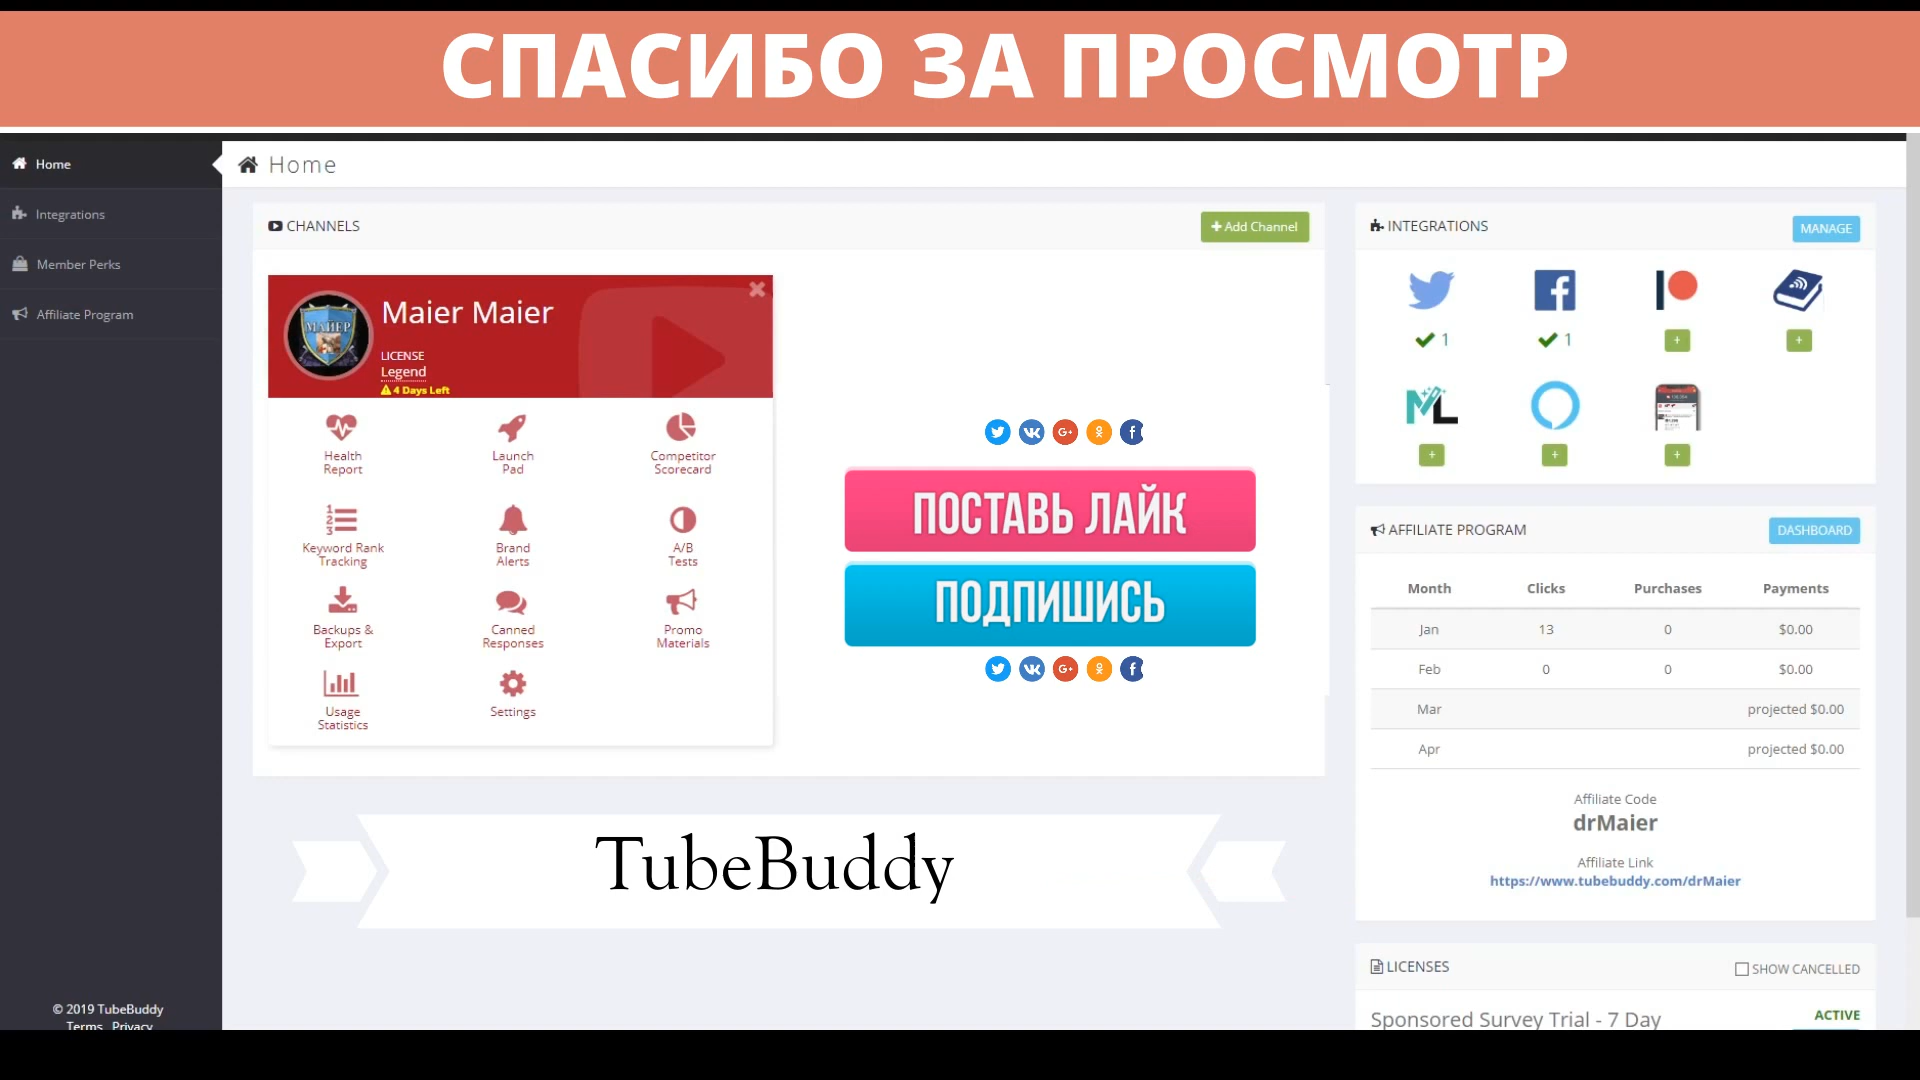 СПАСИБО ЗА ПРОСМОТР
Home
Integrations
Member Perks
Affiliate Program
© 2019 TubeBuddy
Terms Privacy
Home
CHANNELS
Add Channel
МАЙЕР
Maier Maier
LICENSE
Legend
4 Days Left
Health
Report
Launch
Pad
Competitor
Scorecard
Keyword Rank
Tracking
Brand
Alerts
A/B
Tests
Backups &
Export
Canned
Responses
Promo
Materials
Usage
Statistics
Settings
ПОСТАВЬ ЛАЙК
ПОДПИШИСЬ
TubeBuddy
INTEGRATIONS
MANAGE
1
1
AFFILIATE PROGRAM
DASHBOARD
Month Clicks Purchases Payments
Jan 13 0 $0.00
Feb 0 0 $0.00
Mar projected $0.00
Apr projected $0.00
Affiliate Code
drMaier
Affiliate Link
https://www.tubebuddy.com/drMaier
LICENSES
SHOW CANCELLED
Sponsored Survey Trial - 7 Day
ACTIVE